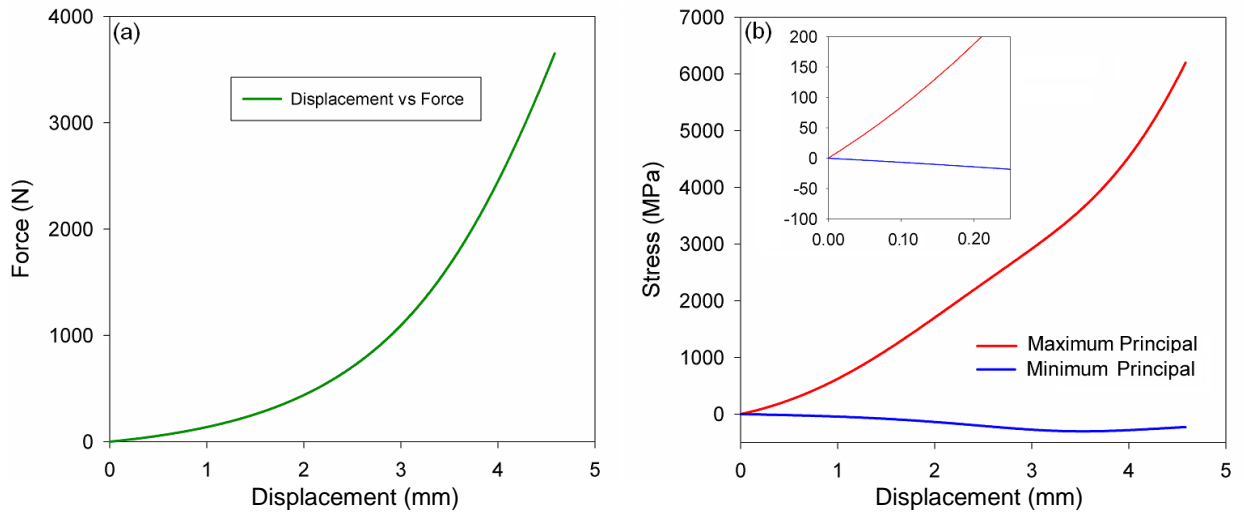 (a)
4000
3000
2000
1000
0
Force (N)
Displacement vs Force
0 1 2 3 4 5
Displacement (mm)
(b)
7000
6000
5000
4000
3000
2000
1000
0
Stress (MPa)
200
150
100
50
0
-50
-100
0.00 0.10 0.20
Maximum Principal
Minimum Principal
0 1 2 3 4 5
Displacement (mm)